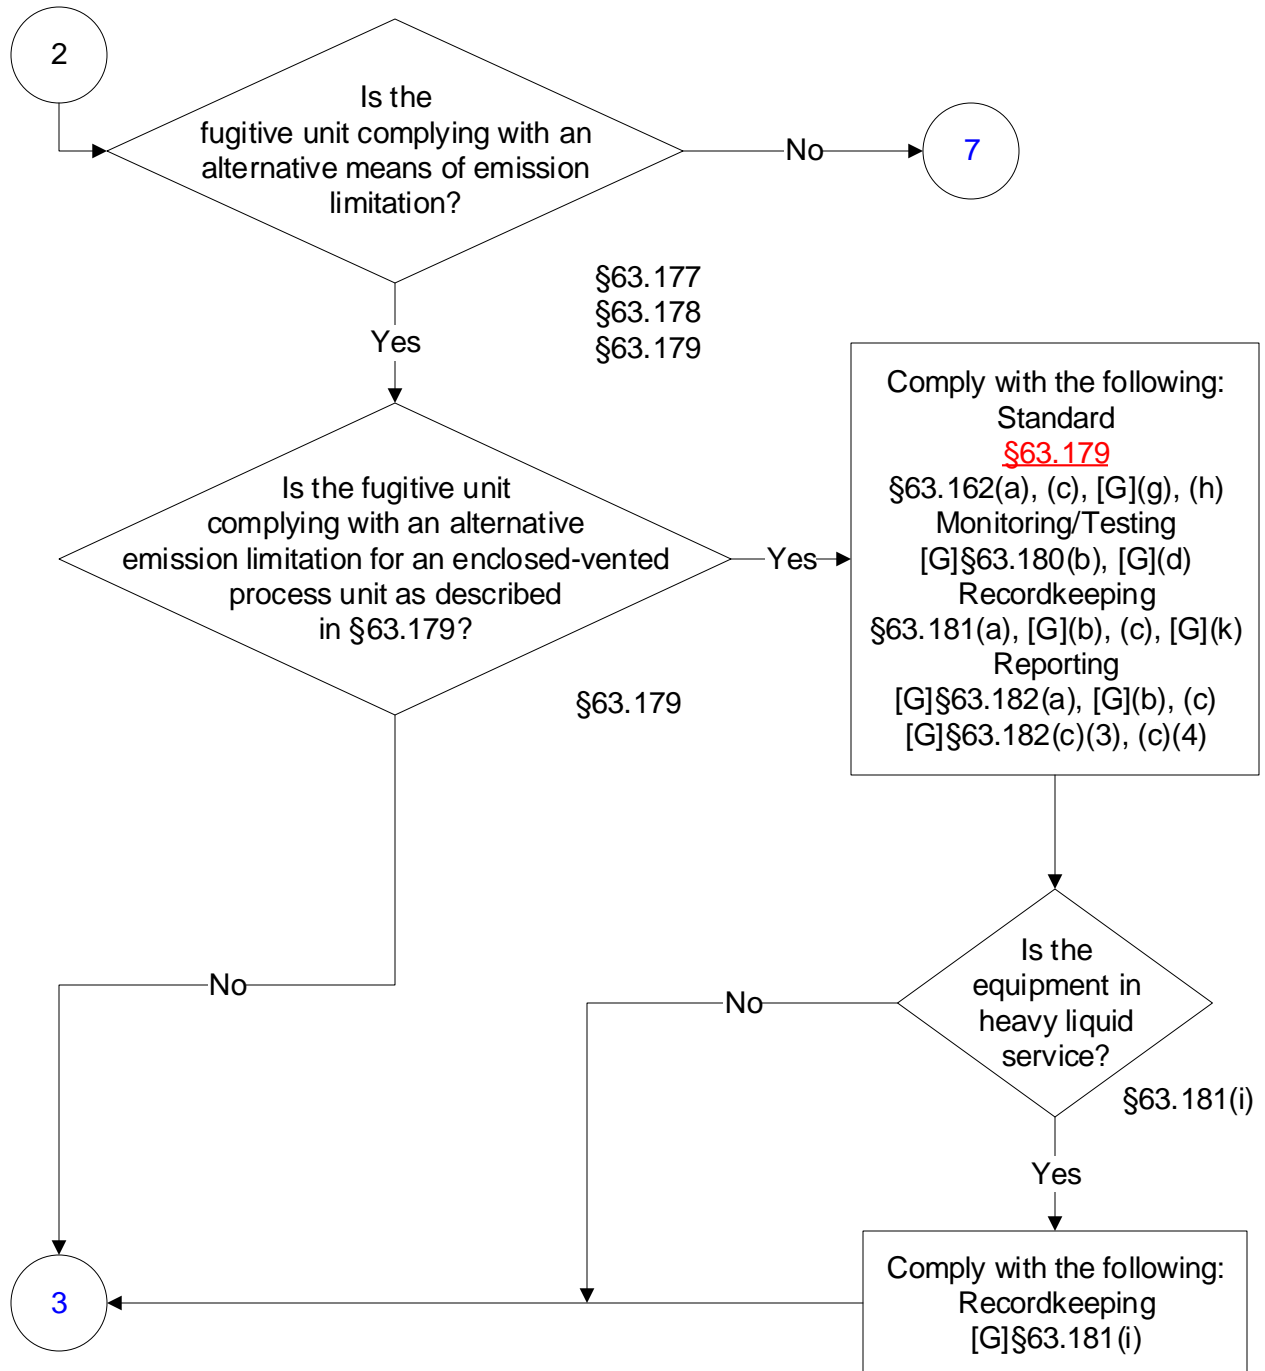 2
Is the
fugitive unit complying with an
alternative means of emission
limitation?
No
7
§63.177
§63.178
§63.179
Yes
Is the fugitive unit
complying with an alternative
emission limitation for an enclosed-vented
process unit as described
in §63.179?
Yes
§63.179
Comply with the following:
Standard
§63.179
§63.162(a), (c), [G](g), (h)
Monitoring/Testing
[G]§63.180(b), [G](d)
Recordkeeping
§63.181(a), [G](b), (c), [G](k)
Reporting
[G]§63.182(a), [G](b), (c)
[G]§63.182(c)(3), (c)(4)
No
Is the
equipment in
heavy liquid
service?
No
§63.181(i)
Yes
Comply with the following:
Recordkeeping
[G]§63.181(i)
3